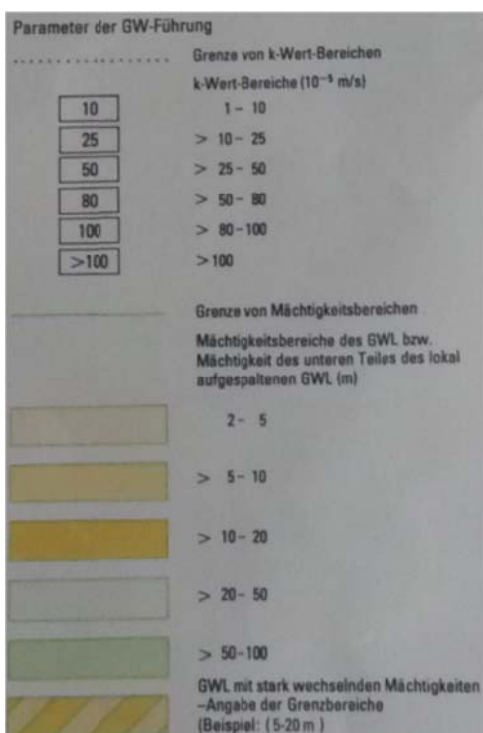 Parameter der GW-Führung
Grenze von k-Wert-Bereichen
k-Wert-Bereiche (10⁻⁵ m/s)
10 1 - 10
25 > 10 - 25
50 > 25 - 50
80 > 50 - 80
100 > 80 - 100
>100 >100
Grenze von Mächtigkeitsbereichen
Mächtigkeitsbereiche des GWL bzw.
Mächtigkeit des unteren Teiles des lokal
aufgespaltenen GWL (m)
2 - 5
> 5 - 10
> 10 - 20
> 20 - 50
> 50 - 100
GWL mit stark wechselnden Mächtigkeiten
–Angabe der Grenzbereiche
(Beispiel: (5-20 m )